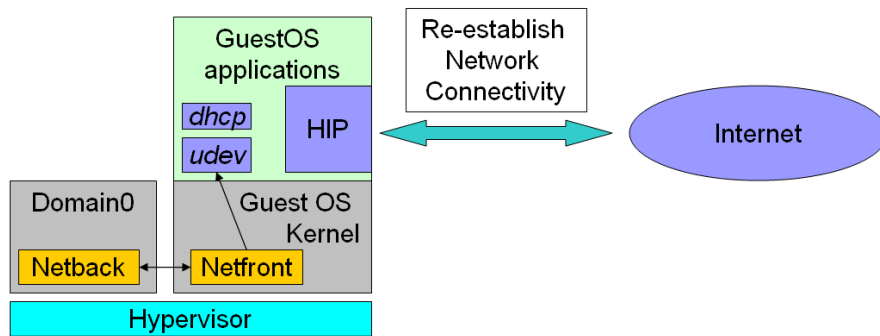 GuestOS
applications
dhcp
udev
HIP
Re-establish
Network
Connectivity
Internet
Domain0
Netback
Guest OS
Kernel
Netfront
Hypervisor